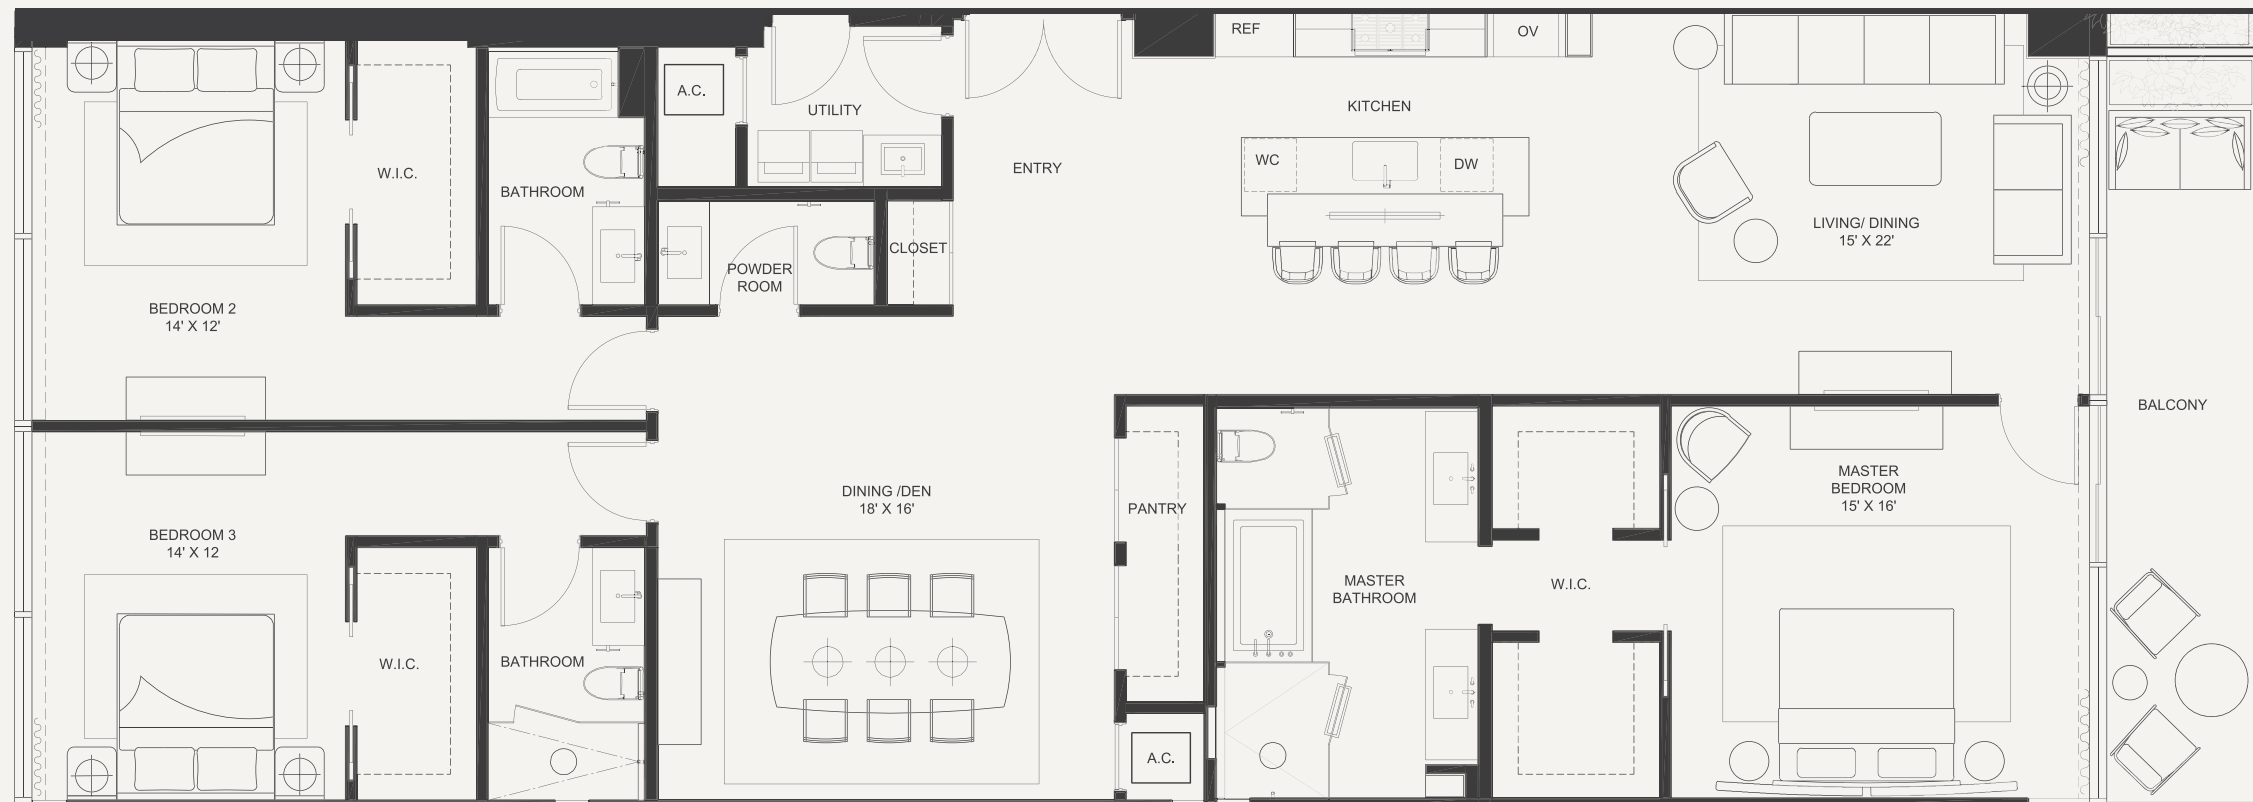 REF
OV
A.C.
UTILITY
KITCHEN
ENTRY
WC
DW
W.I.C.
BATHROOM
CLOSET
POWDER
ROOM
LIVING/ DINING
15' X 22'
BEDROOM 2
14' X 12'
BALCONY
MASTER
BEDROOM
15' X 16'
DINING /DEN
18' X 16'
PANTRY
BEDROOM 3
14' X 12
MASTER
BATHROOM
W.I.C.
W.I.C.
BATHROOM
A.C.